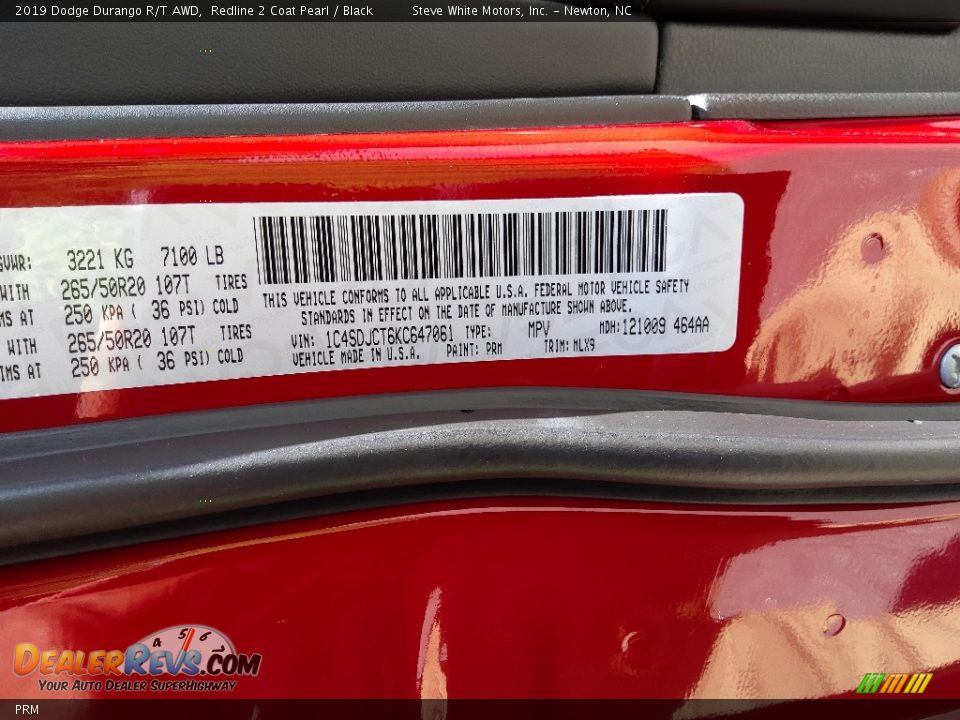 2019 Dodge Durango R/T AWD, Redline 2 Coat Pearl / Black Steve White Motors, Inc. - Newton, NC
GVWR: 3221 KG 7100 LB
WITH 265/50R20 107T TIRES
AT 250 KPA ( 36 PSI) COLD
WITH 265/50R20 107T TIRES
AT 250 KPA ( 36 PSI) COLD
THIS VEHICLE CONFORMS TO ALL APPLICABLE U.S.A. FEDERAL MOTOR VEHICLE SAFETY
STANDARDS IN EFFECT ON THE DATE OF MANUFACTURE SHOWN ABOVE.
VIN: 1C4SDJCT6KC647061 TYPE: MPV MDH: 121009 464AA
VEHICLE MADE IN U.S.A. PAINT: PRM TRIM: MLX9
4 5 6
DealerRevs.com
Your Auto Dealer SuperHighway
PRM